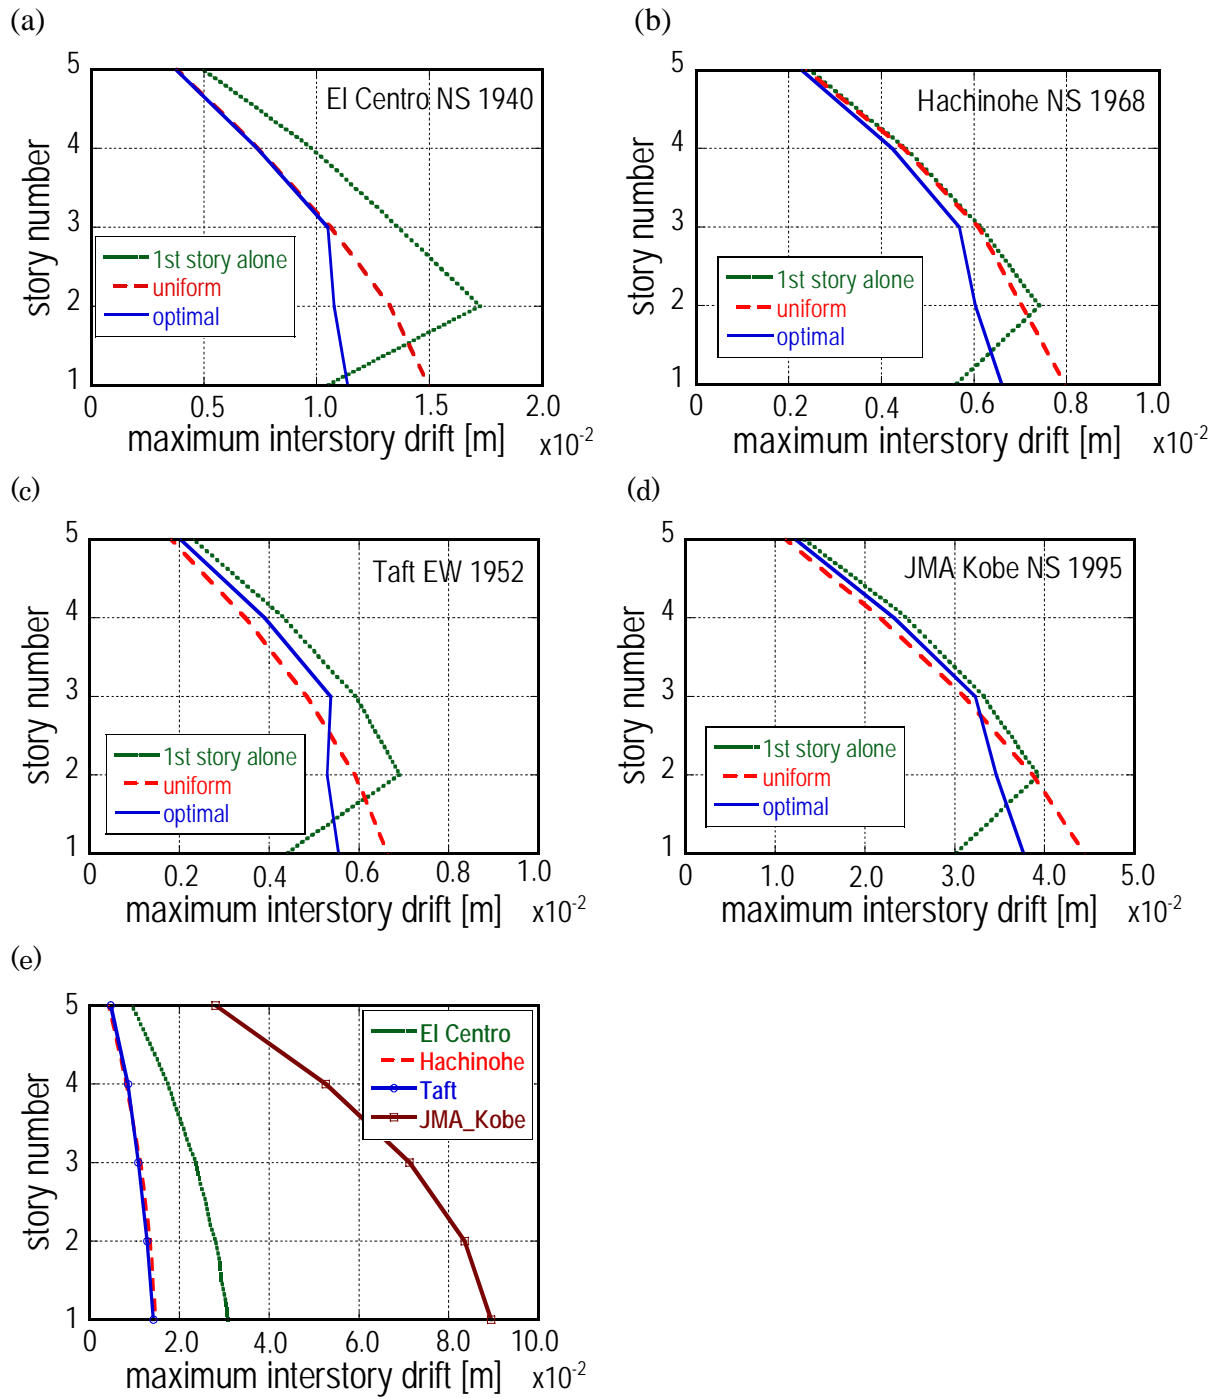 (a)
5
4
3
2
1
story number
El Centro NS 1940
1st story alone
uniform
optimal
0
0.5
1.0
1.5
2.0
maximum interstory drift [m]
x10-2
(b)
5
4
3
2
1
story number
Hachinohe NS 1968
1st story alone
uniform
optimal
0
0.2
0.4
0.6
0.8
1.0
maximum interstory drift [m]
x10-2
(c)
5
4
3
2
1
story number
Taft EW 1952
1st story alone
uniform
optimal
0
0.2
0.4
0.6
0.8
1.0
maximum interstory drift [m]
x10-2
(d)
5
4
3
2
1
story number
JMA Kobe NS 1995
1st story alone
uniform
optimal
0
1.0
2.0
3.0
4.0
5.0
maximum interstory drift [m]
x10-2
(e)
5
4
3
2
1
story number
El Centro
Hachinohe
Taft
JMA_Kobe
0
2.0
4.0
6.0
8.0
10.0
maximum interstory drift [m]
x10-2